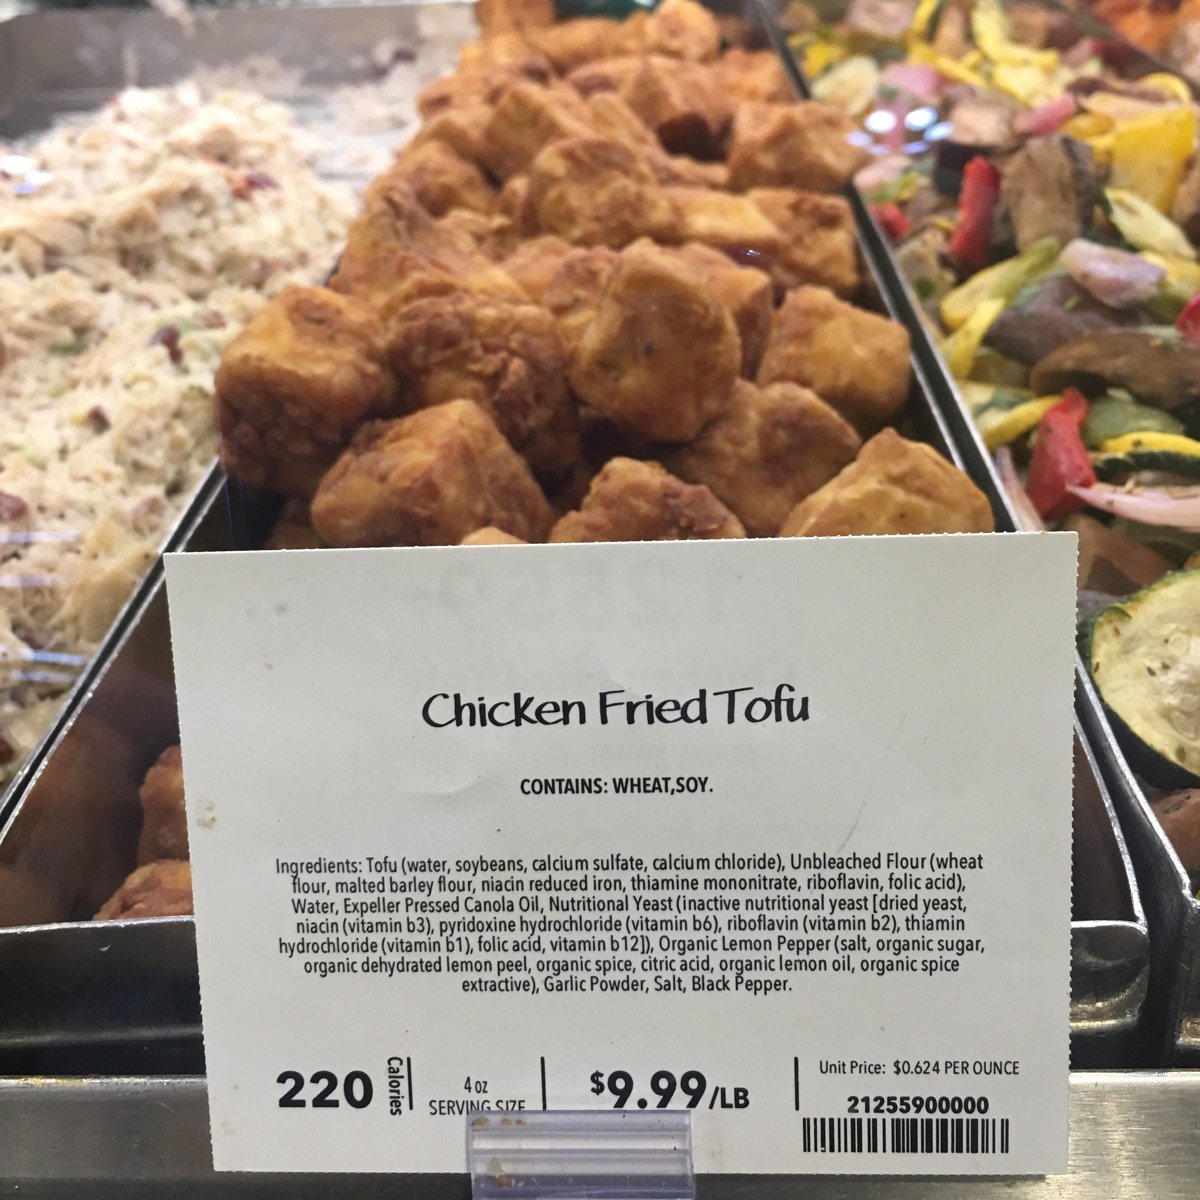 Chicken Fried Tofu
CONTAINS: WHEAT,SOY.
Ingredients: Tofu (water, soybeans, calcium sulfate, calcium chloride), Unbleached Flour (wheat
flour, malted barley flour, niacin reduced iron, thiamine mononitrate, riboflavin, folic acid),
Water, Expeller Pressed Canola Oil, Nutritional Yeast (inactive nutritional yeast [dried yeast,
niacin (vitamin b3), pyridoxine hydrochloride (vitamin b6), riboflavin (vitamin b2), thiamin
hydrochloride (vitamin b1), folic acid, vitamin b12]), Organic Lemon Pepper (salt, organic sugar,
organic dehydrated lemon peel, organic spice, citric acid, organic lemon oil, organic spice
extractive), Garlic Powder, Salt, Black Pepper.
220 Calories
4 oz
SERVING SIZE
$9.99/LB
Unit Price: $0.624 PER OUNCE
21255900000